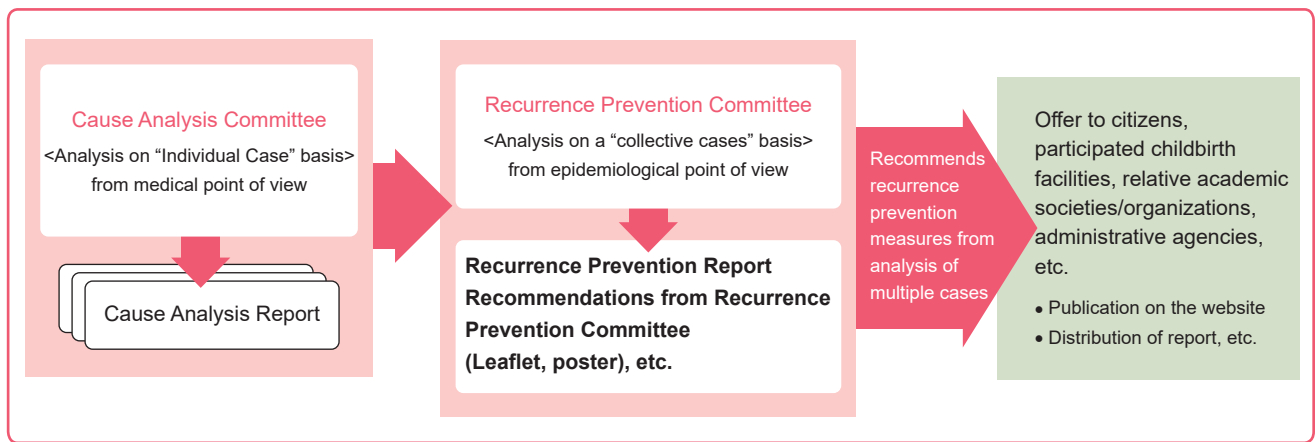 Cause Analysis Committee
<Analysis on “Individual Case” basis>
from medical point of view
Cause Analysis Report
Recurrence Prevention Committee
<Analysis on a “collective cases” basis>
from epidemiological point of view
Recurrence Prevention Report
Recommendations from Recurrence
Prevention Committee
(Leaflet, poster), etc.
Recommends
recurrence
prevention
measures from
analysis of
multiple cases
Offer to citizens,
participated childbirth
facilities, relative academic
societies/organizations,
administrative agencies,
etc.
• Publication on the website
• Distribution of report, etc.